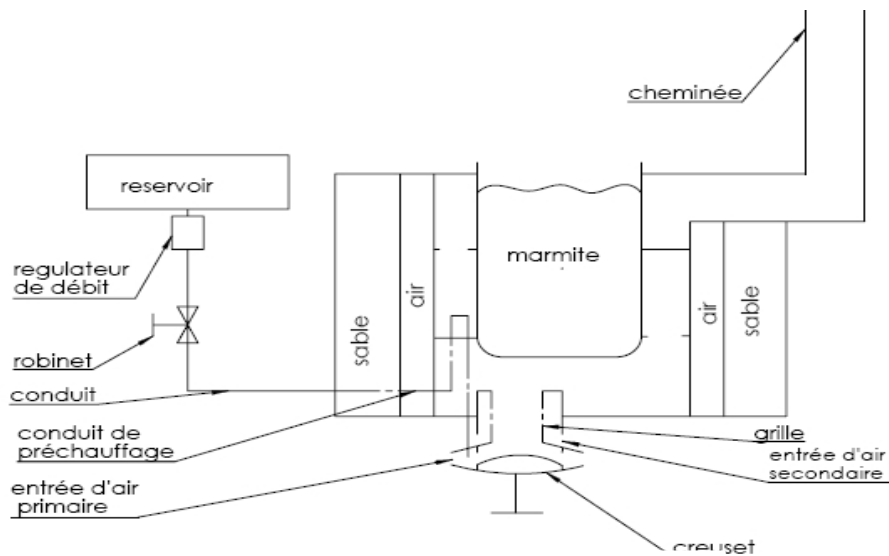 cheminée
reservoir
marmite
regulateur
de débit
air
sable
air
sable
robinet
conduit
conduit de
préchauffage
grille
entrée d'air
secondaire
entrée d'air
primaire
creuset